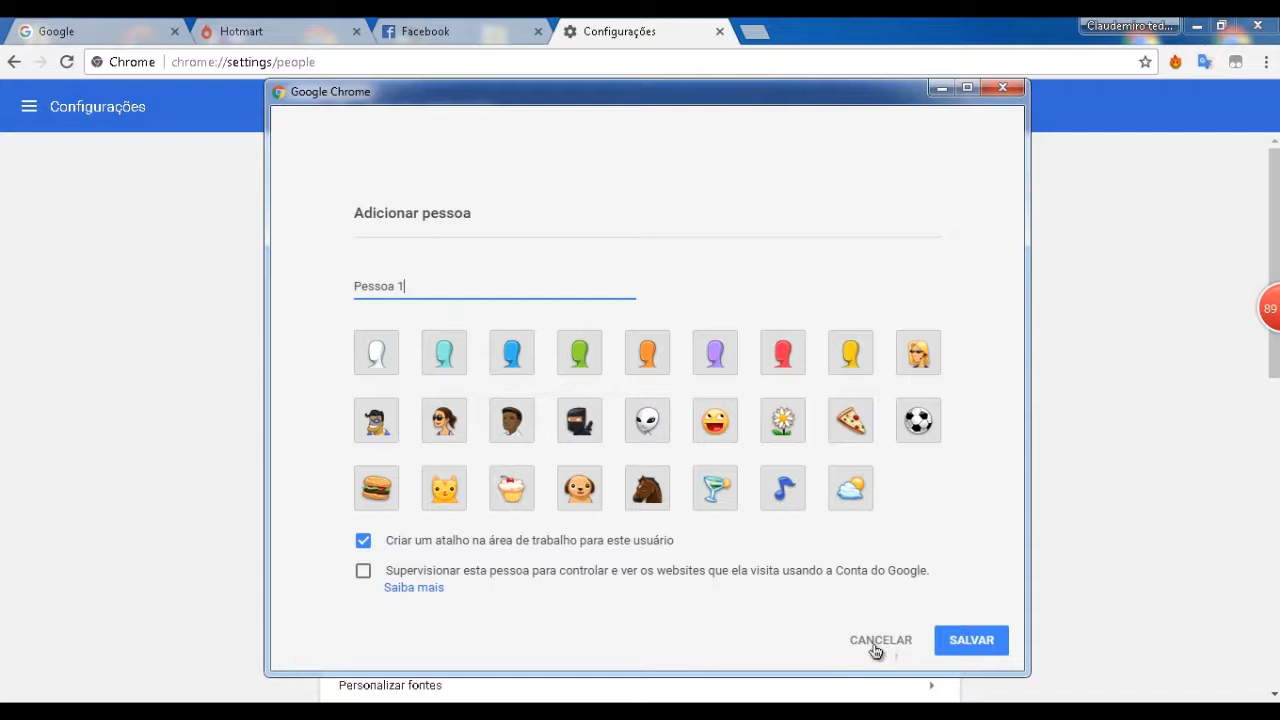 Google
Hotmart
Facebook
Configurações
Claudemiro ted...
Chrome
chrome://settings/people
Configurações
Google Chrome
Adicionar pessoa
Pessoa 1
Criar um atalho na área de trabalho para este usuário
Supervisionar esta pessoa para controlar e ver os websites que ela visita usando a Conta do Google.
Saiba mais
CANCELAR
SALVAR
Personalizar fontes
89